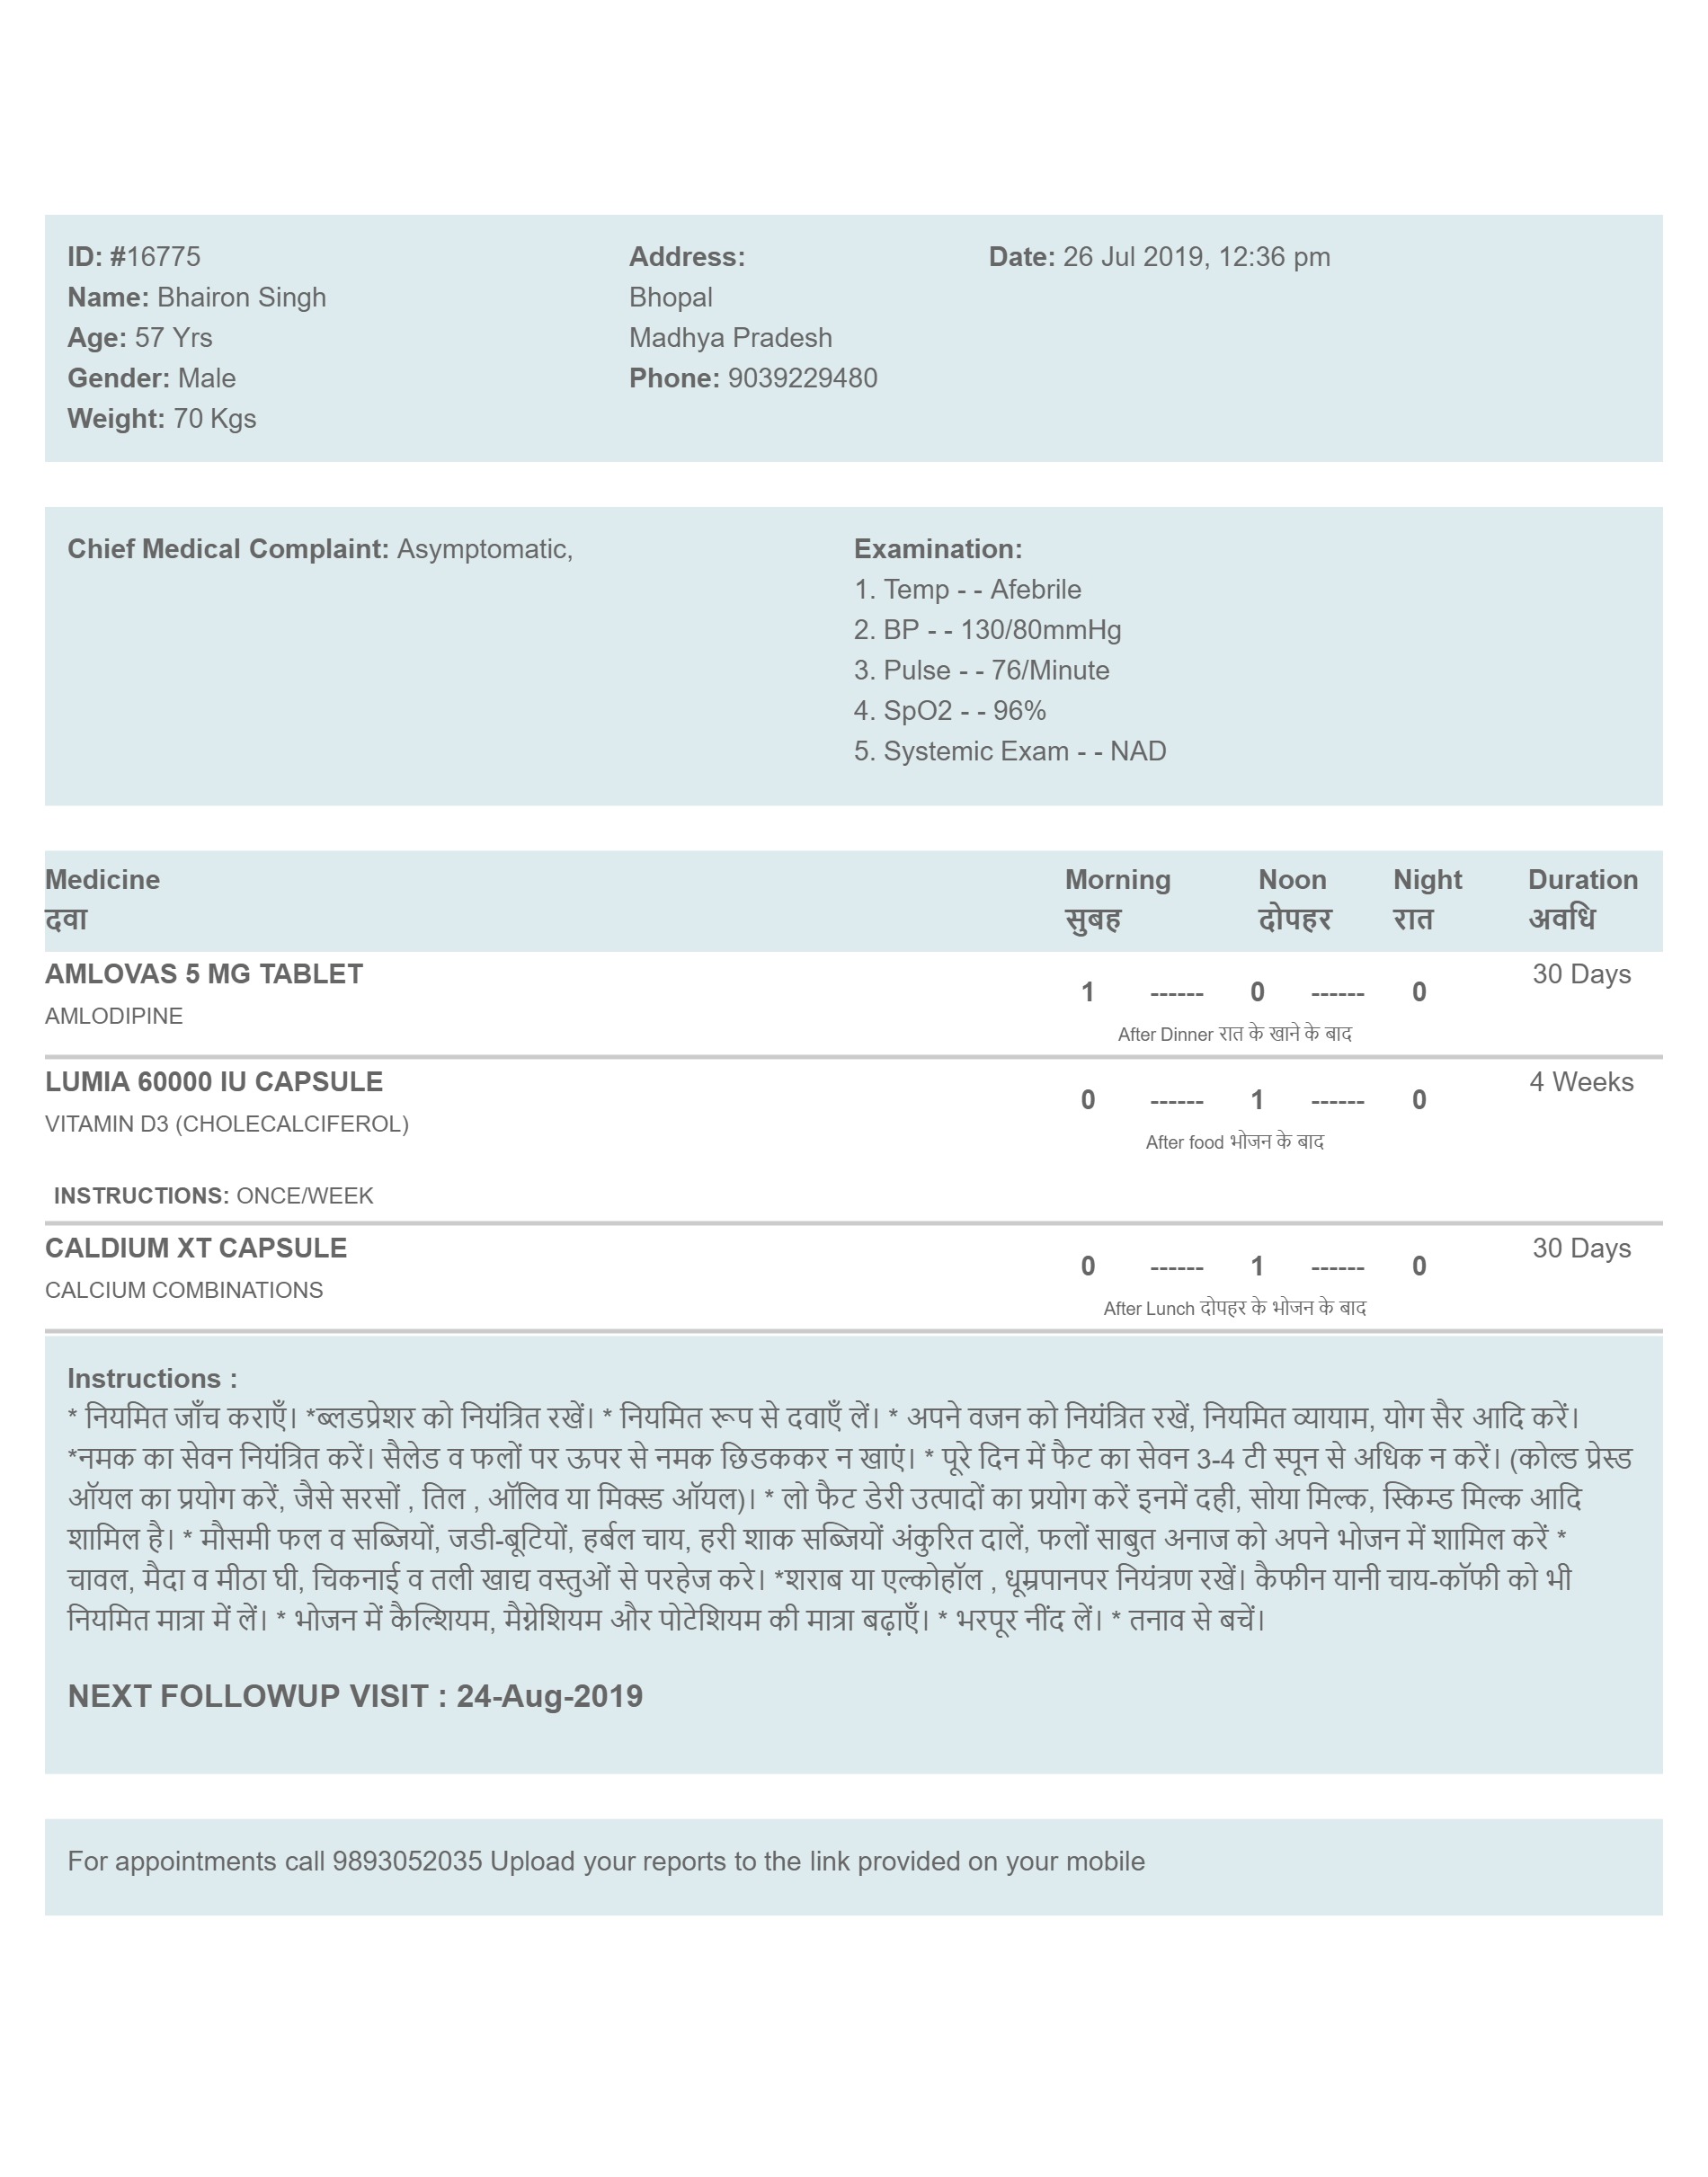 ID: #16775 Address: Date: 26 Jul 2019, 12:36 pm
Name: Bhairon Singh Bhopal
Age: 57 Yrs Madhya Pradesh
Gender: Male Phone: 9039229480
Weight: 70 Kgs
Chief Medical Complaint: Asymptomatic, Examination:
1. Temp - - Afebrile
2. BP - - 130/80mmHg
3. Pulse - - 76/Minute
4. SpO2 - - 96%
5. Systemic Exam - - NAD
Medicine Morning Noon Night Duration
दवा सुबह दोपहर रात अवधि
AMLOVAS 5 MG TABLET 1 ------ 0 ------ 0 30 Days
AMLODIPINE After Dinner रात के खाने के बाद
LUMIA 60000 IU CAPSULE 0 ------ 1 ------ 0 4 Weeks
VITAMIN D3 (CHOLECALCIFEROL) After food भोजन के बाद
INSTRUCTIONS: ONCE/WEEK
CALDIUM XT CAPSULE 0 ------ 1 ------ 0 30 Days
CALCIUM COMBINATIONS After Lunch दोपहर के भोजन के बाद
Instructions :
* नियमित जाँच कराएँ। *ब्लडप्रेशर को नियंत्रित रखें। * नियमित रूप से दवाएँ लें। * अपने वजन को नियंत्रित रखें, नियमित व्यायाम, योग सैर आदि करें।
*नमक का सेवन नियंत्रित करें। सैलेड व फलों पर ऊपर से नमक छिडककर न खाएं। * पूरे दिन में फैट का सेवन 3-4 टी स्पून से अधिक न करें। (कोल्ड प्रेस्ड
ऑयल का प्रयोग करें, जैसे सरसों , तिल , ऑलिव या मिक्स्ड ऑयल)। * लो फैट डेरी उत्पादों का प्रयोग करें इनमें दही, सोया मिल्क, स्किम्ड मिल्क आदि
शामिल है। * मौसमी फल व सब्जियों, जडी-बूटियों, हर्बल चाय, हरी शाक सब्जियों अंकुरित दालें, फलों साबुत अनाज को अपने भोजन में शामिल करें *
चावल, मैदा व मीठा घी, चिकनाई व तली खाद्य वस्तुओं से परहेज करे। *शराब या एल्कोहॉल , धूम्रपानपर नियंत्रण रखें। कैफीन यानी चाय-कॉफी को भी
नियमित मात्रा में लें। * भोजन में कैल्शियम, मैग्नेशियम और पोटेशियम की मात्रा बढ़ाएँ। * भरपूर नींद लें। * तनाव से बचें।
NEXT FOLLOWUP VISIT : 24-Aug-2019
For appointments call 9893052035 Upload your reports to the link provided on your mobile